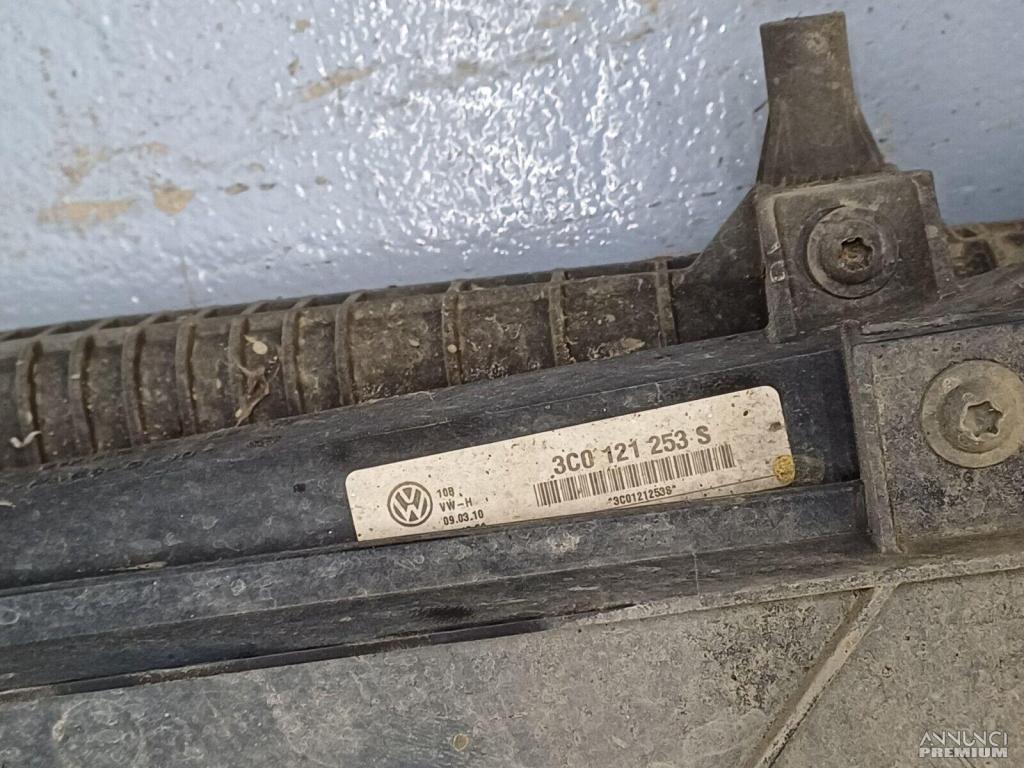 3C0 121 253 S
*3C0121253S*
10B
VW-H
09.03.10
ANNUNCI
PREMIUM